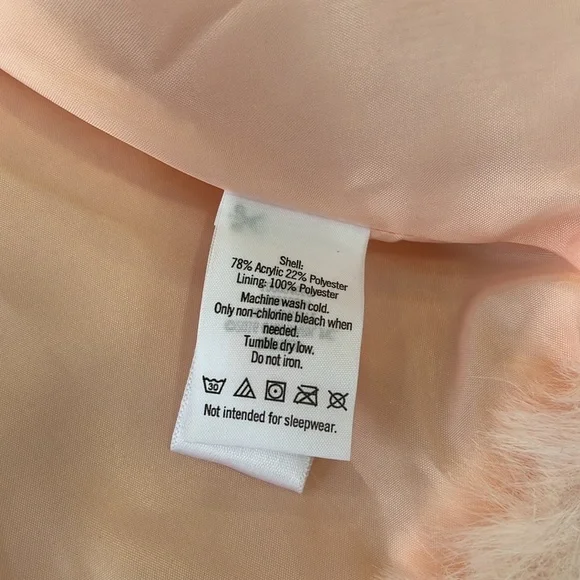 Shell:
78% Acrylic 22% Polyester
Lining: 100% Polyester
Machine wash cold.
Only non-chlorine bleach when
needed.
Tumble dry low.
Do not iron.
30
Not intended for sleepwear.